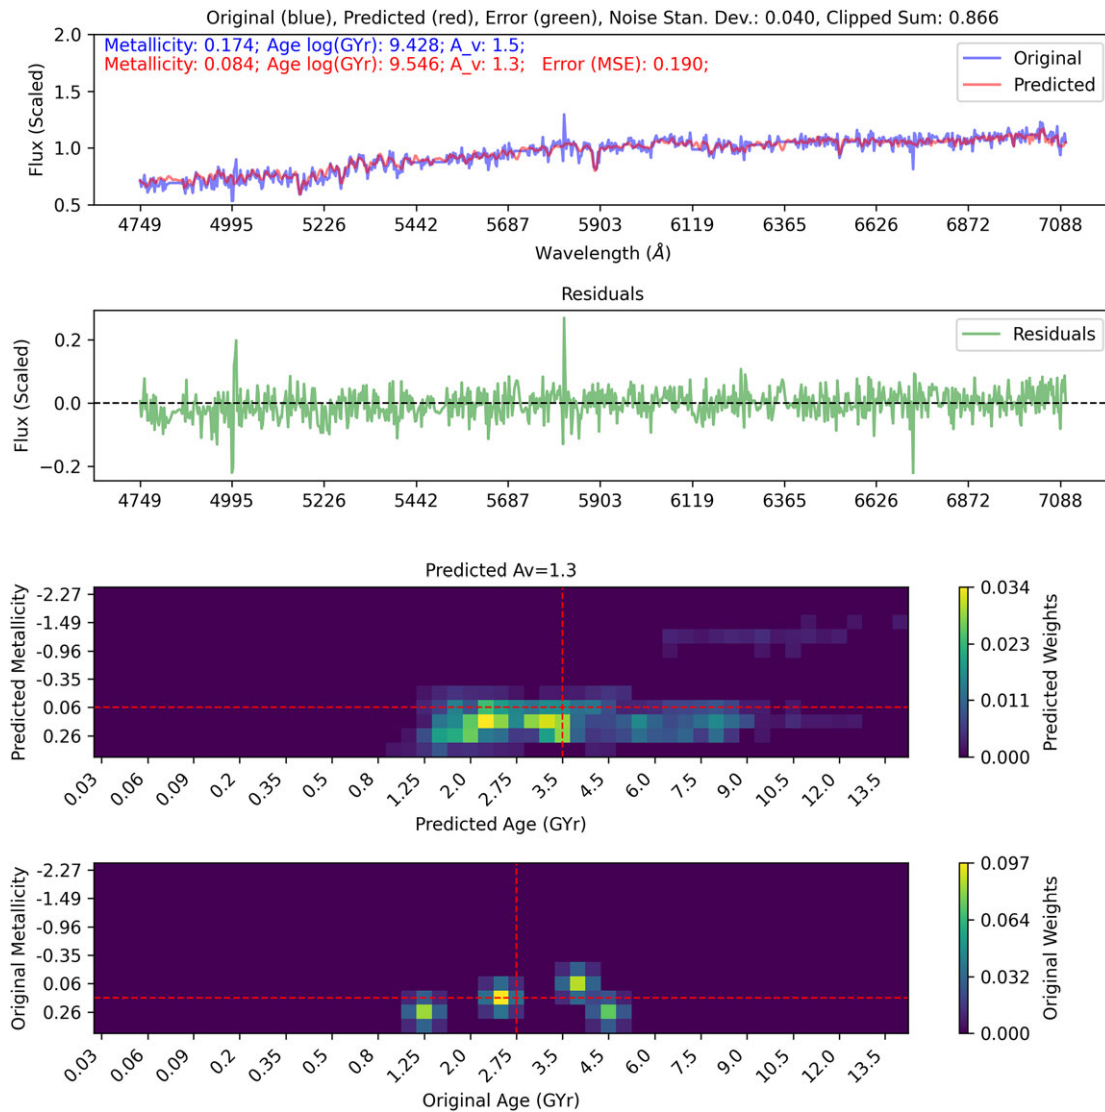 Original (blue), Predicted (red), Error (green), Noise Stan. Dev.: 0.040, Clipped Sum: 0.866
Metallicity: 0.174; Age log(GYr): 9.428; A_v: 1.5;
Metallicity: 0.084; Age log(GYr): 9.546; A_v: 1.3; Error (MSE): 0.190;
Original
Predicted
Flux (Scaled)
2.0
1.5
1.0
0.5
4749 4995 5226 5442 5687 5903 6119 6365 6626 6872 7088
Wavelength (Å)
Residuals
Residuals
Flux (Scaled)
0.2
0.0
−0.2
4749 4995 5226 5442 5687 5903 6119 6365 6626 6872 7088
Predicted Av=1.3
Predicted Metallicity
-2.27
-1.49
-0.96
-0.35
0.06
0.26
0.03 0.06 0.09 0.2 0.35 0.5 0.8 1.25 2.0 2.75 3.5 4.5 6.0 7.5 9.0 10.5 12.0 13.5
Predicted Age (GYr)
0.034
0.023
0.011
0.000
Predicted Weights
Original Metallicity
-2.27
-1.49
-0.96
-0.35
0.06
0.26
0.03 0.06 0.09 0.2 0.35 0.5 0.8 1.25 2.0 2.75 3.5 4.5 6.0 7.5 9.0 10.5 12.0 13.5
Original Age (GYr)
0.097
0.064
0.032
0.000
Original Weights